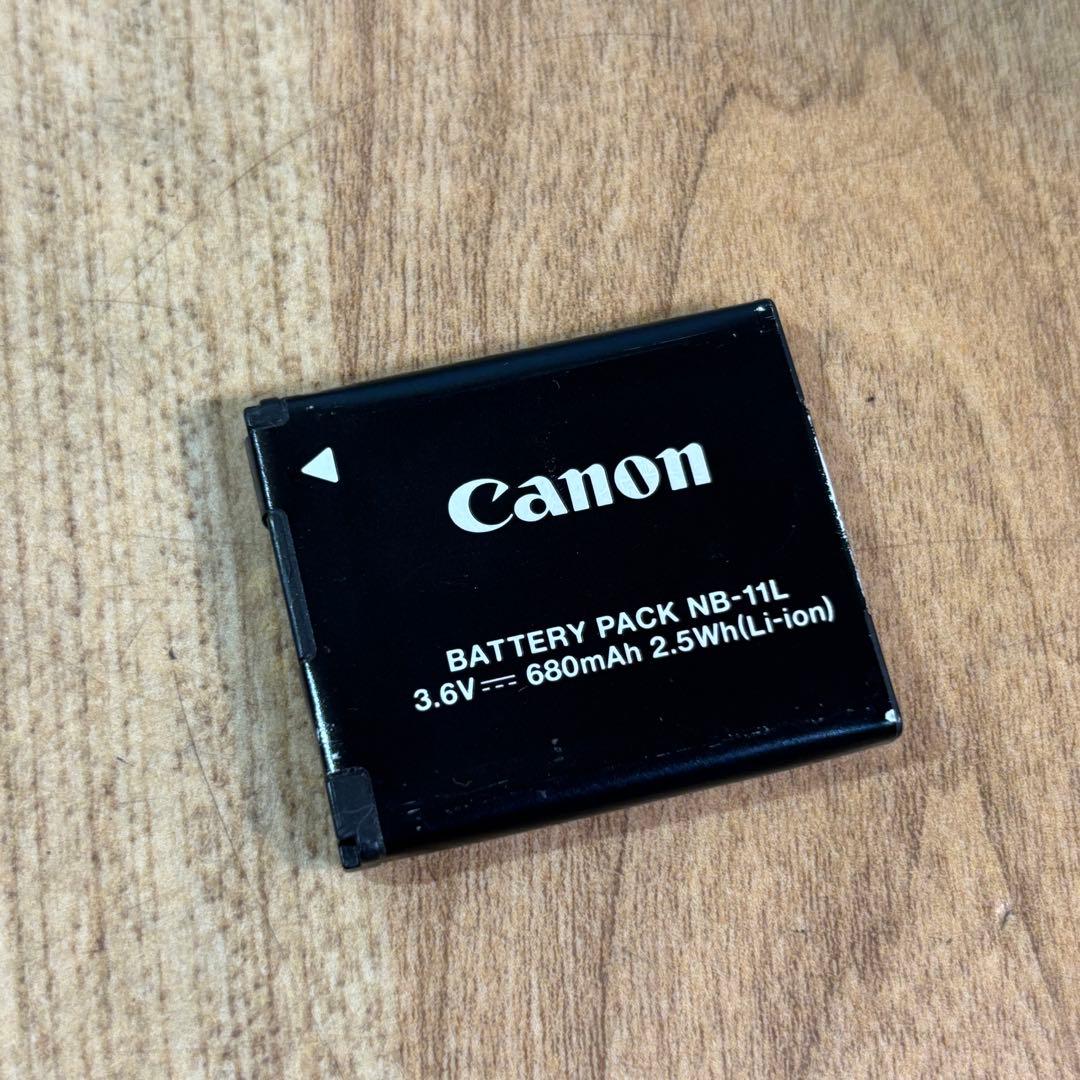 Canon
BATTERY PACK NB-11L
3.6V⎓ 680mAh 2.5Wh(Li-ion)